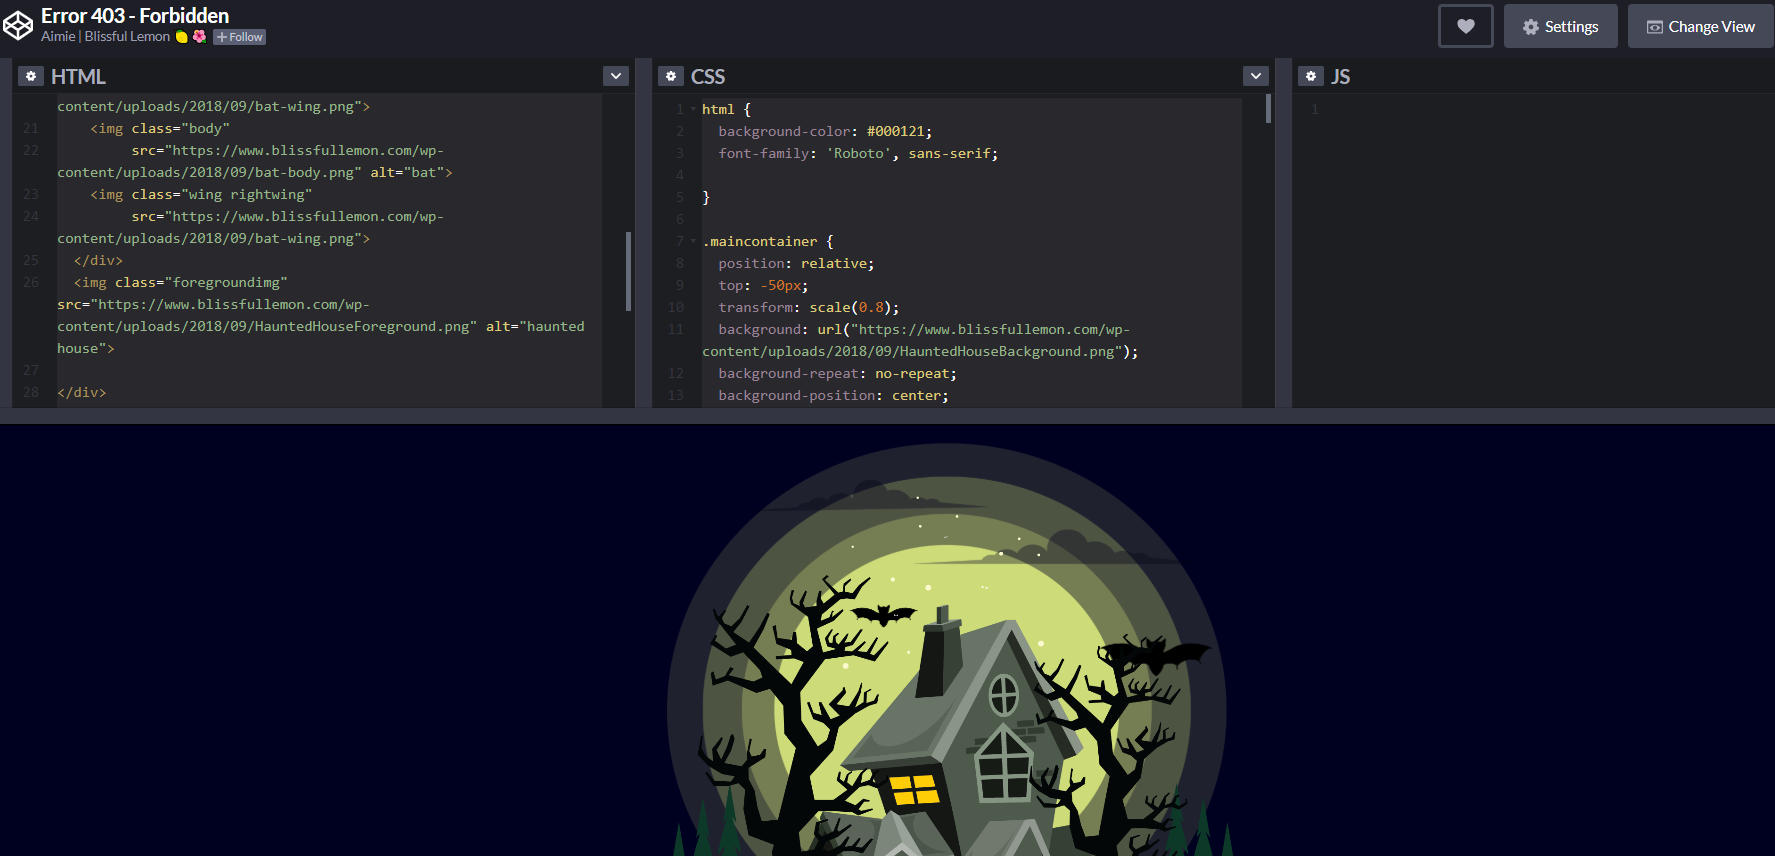 Error 403 - Forbidden
Aimie | Blissful Lemon 🍋 🌺 + Follow
Settings
Change View
HTML
content/uploads/2018/09/bat-wing.png">
21 <img class="body"
22 src="https://www.blissfullemon.com/wp-
content/uploads/2018/09/bat-body.png" alt="bat">
23 <img class="wing rightwing"
24 src="https://www.blissfullemon.com/wp-
content/uploads/2018/09/bat-wing.png">
25 </div>
26 <img class="foregroundimg"
src="https://www.blissfullemon.com/wp-
content/uploads/2018/09/HauntedHouseForeground.png" alt="haunted
house">
27
28 </div>
CSS
1 html {
2 background-color: #000121;
3 font-family: 'Roboto', sans-serif;
4
5 }
6
7 .maincontainer {
8 position: relative;
9 top: -50px;
10 transform: scale(0.8);
11 background: url("https://www.blissfullemon.com/wp-
content/uploads/2018/09/HauntedHouseBackground.png");
12 background-repeat: no-repeat;
13 background-position: center;
JS
1